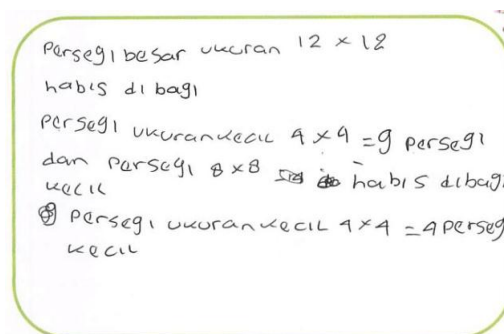 Persegi besar ukuran 12 x 12
habis di bagi
persegi ukuran kecil 4 x 4 = 9 persegi
dan persegi 8 x 8 habis dibagi
kecil
persegi ukuran kecil 4 x 4 = 4 perseg
kecil